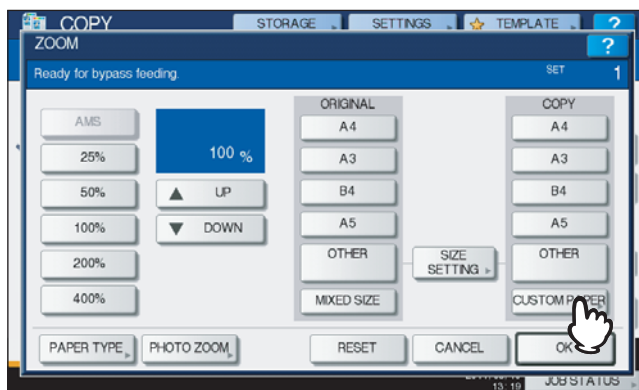 COPY
STORAGE
SETTINGS
TEMPLATE
?
ZOOM
?
Ready for bypass feeding.
SET 1
ORIGINAL
COPY
AMS
25%
50%
100%
200%
400%
100 %
UP
DOWN
A4
A3
B4
A5
OTHER
MIXED SIZE
SIZE
SETTING
A4
A3
B4
A5
OTHER
CUSTOM PAPER
PAPER TYPE
PHOTO ZOOM
RESET
CANCEL
OK
13:19
JOB STATUS